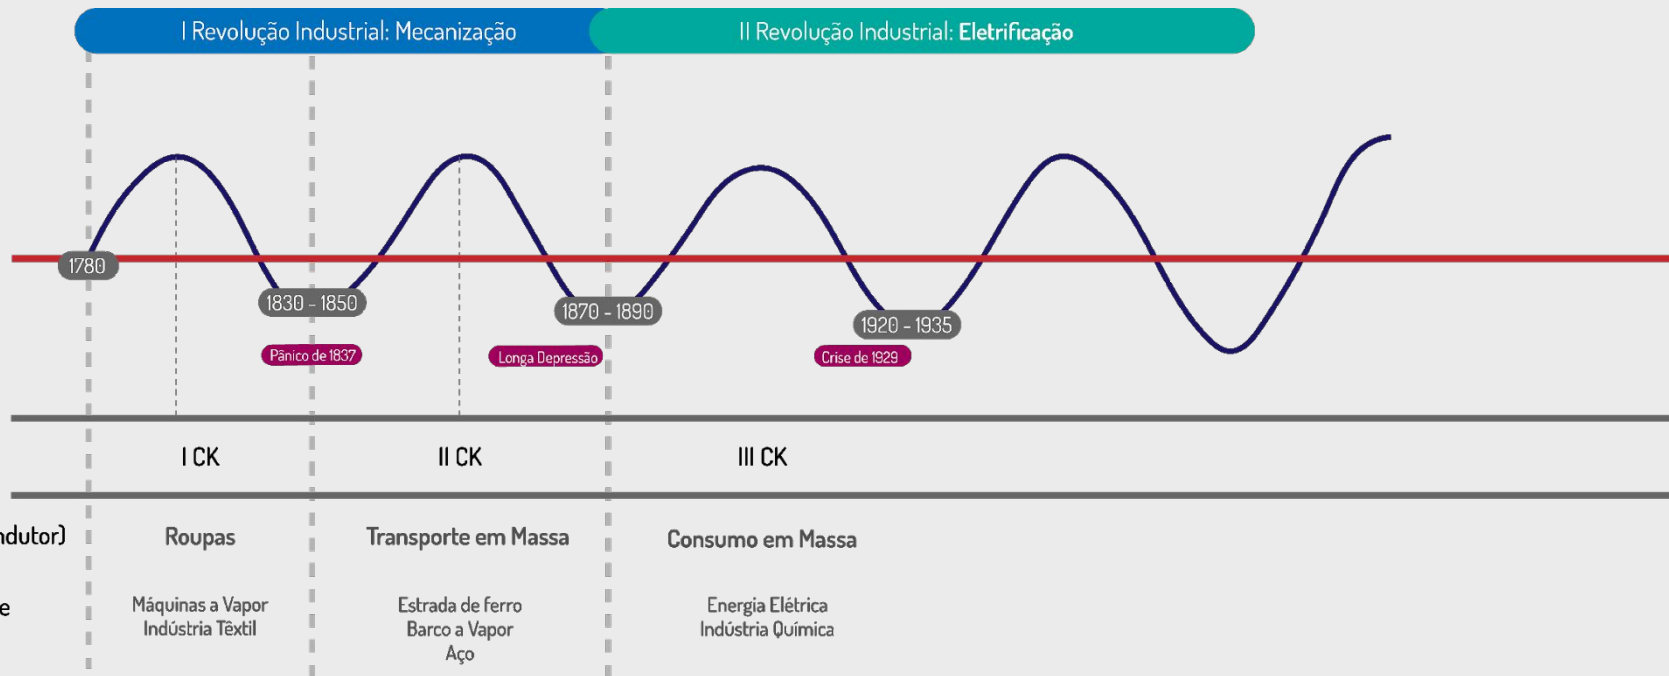 I Revolução Industrial: Mecanização
II Revolução Industrial: Eletrificação
1780
1830 - 1850
1870 - 1890
1920 - 1935
Pânico de 1837
Longa Depressão
Crise de 1929
I CK
II CK
III CK
ndutor)
Roupas
Transporte em Massa
Consumo em Massa
e
Máquinas a Vapor
Indústria Têxtil
Estrada de ferro
Barco a Vapor
Aço
Energia Elétrica
Indústria Química